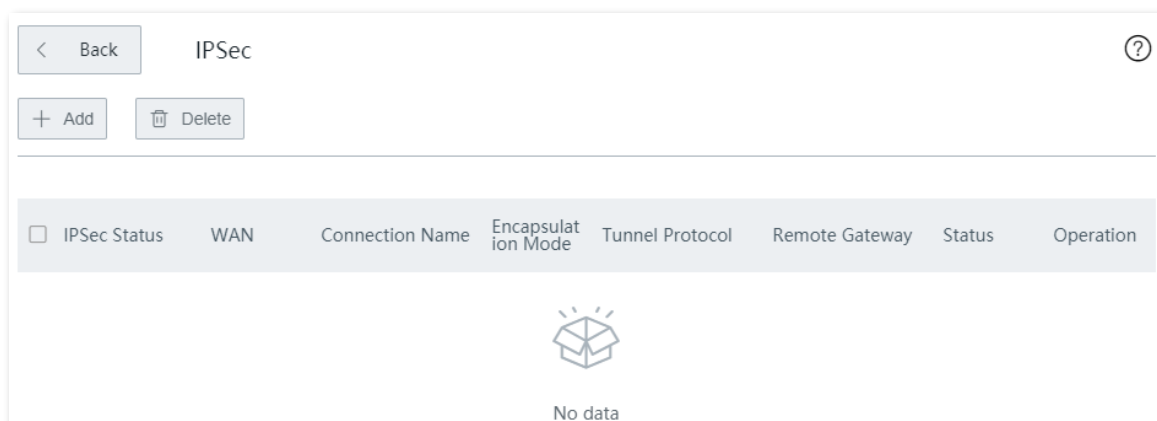 Back
IPSec
Add
Delete
IPSec Status
WAN
Connection Name
Encapsulat
ion Mode
Tunnel Protocol
Remote Gateway
Status
Operation
No data